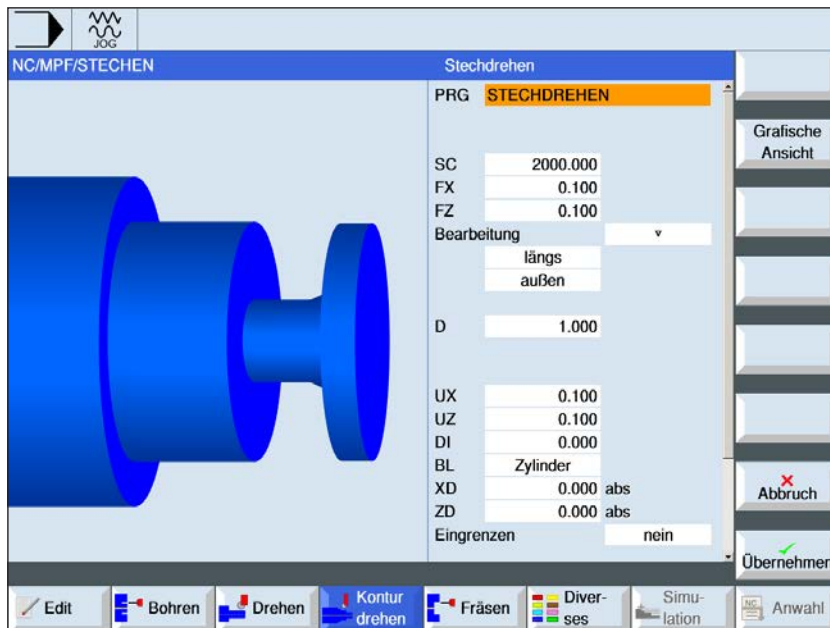 JOG
NC/MPF/STECHEN
Stechdrehen
PRG STECHDREHEN
Grafische
Ansicht
SC 2000.000
FX 0.100
FZ 0.100
Bearbeitung
längs
außen
D 1.000
UX 0.100
UZ 0.100
DI 0.000
BL Zylinder
XD 0.000 abs
ZD 0.000 abs
Eingrenzen nein
Abbruch
Übernehmen
Edit
Bohren
Drehen
Kontur
drehen
Fräsen
Diver-
ses
Simu-
lation
NC
Anwahl